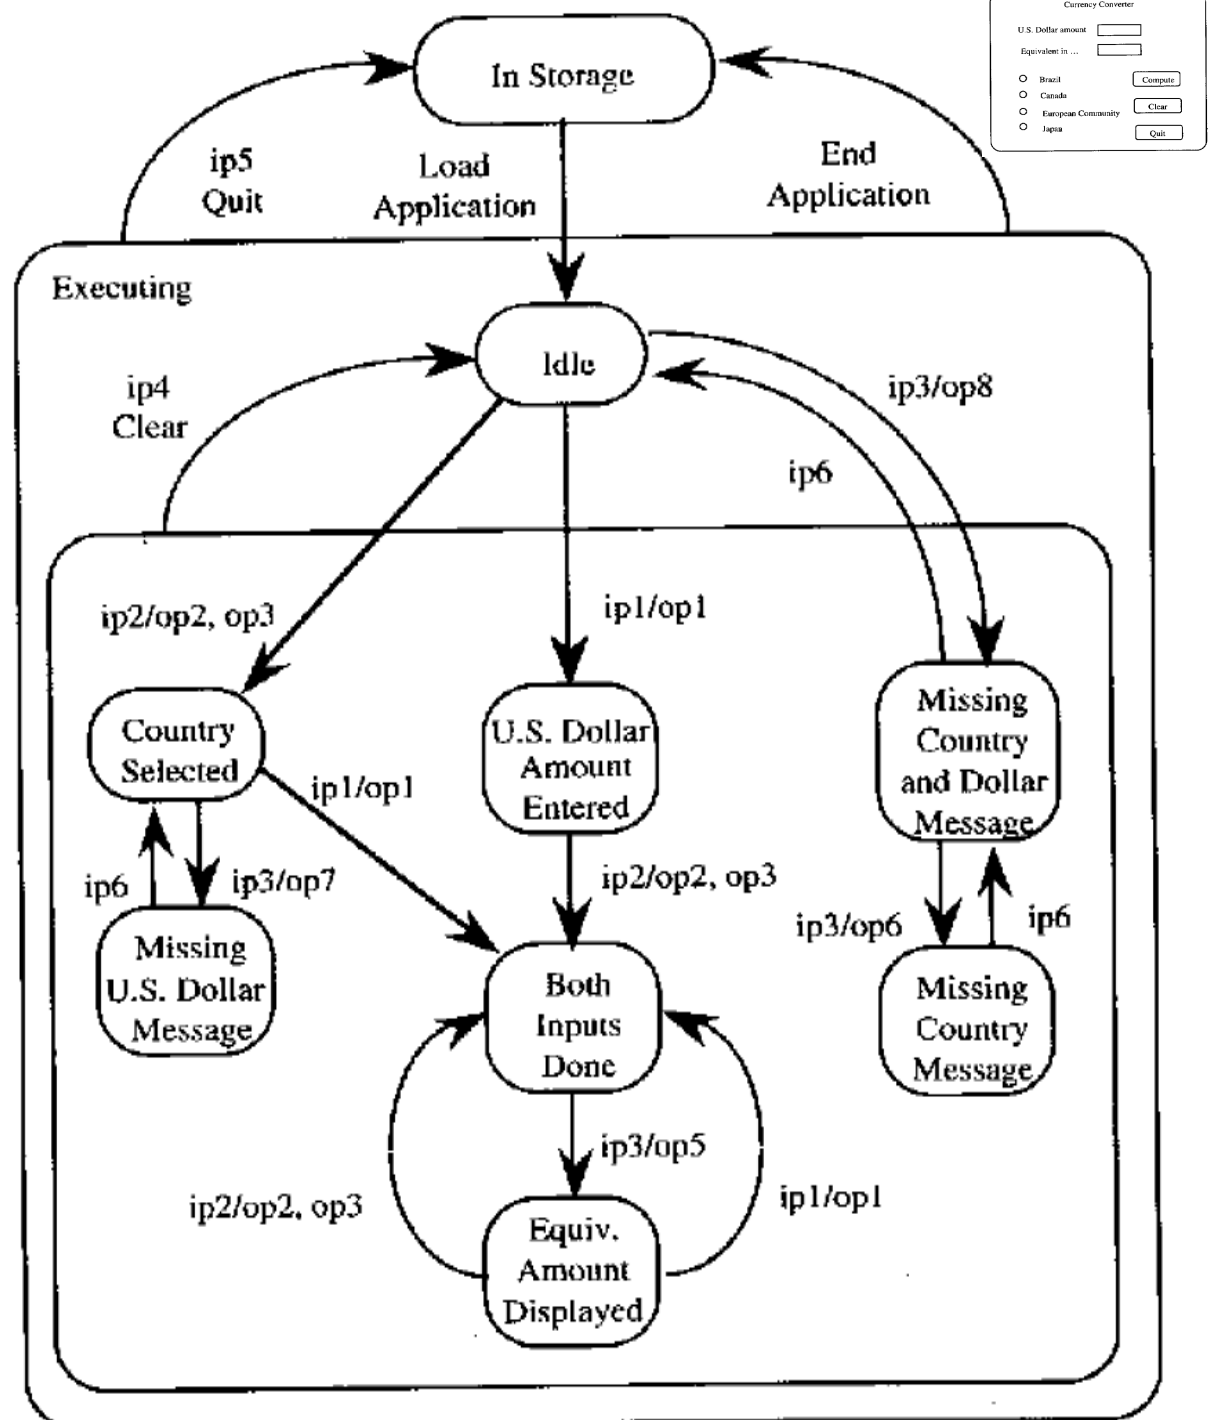 Currency Converter
U.S. Dollar amount
Equivalent in ...
Brazil
Compute
Canada
Clear
European Community
Japan
Quit
In Storage
ip5
Quit
Load
Application
End
Application
Executing
Idle
ip4
Clear
ip3/op8
ip6
ip2/op2, op3
ip1/op1
Country
Selected
U.S. Dollar
Amount
Entered
Missing
Country
and Dollar
Message
ip1/op1
ip6
ip3/op7
ip2/op2, op3
ip3/op6
ip6
Missing
U.S. Dollar
Message
Both
Inputs
Done
Missing
Country
Message
ip3/op5
ip2/op2, op3
ip1/op1
Equiv.
Amount
Displayed